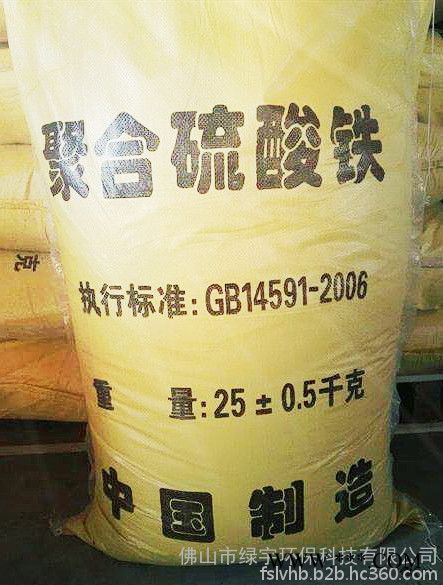 聚合硫酸铁
克
执行标准:GB14591-2006
重 量:25±0.5千克
中国制造
佛山市绿宇环保科技有限公司
fslvhb.b2b.hc360.com